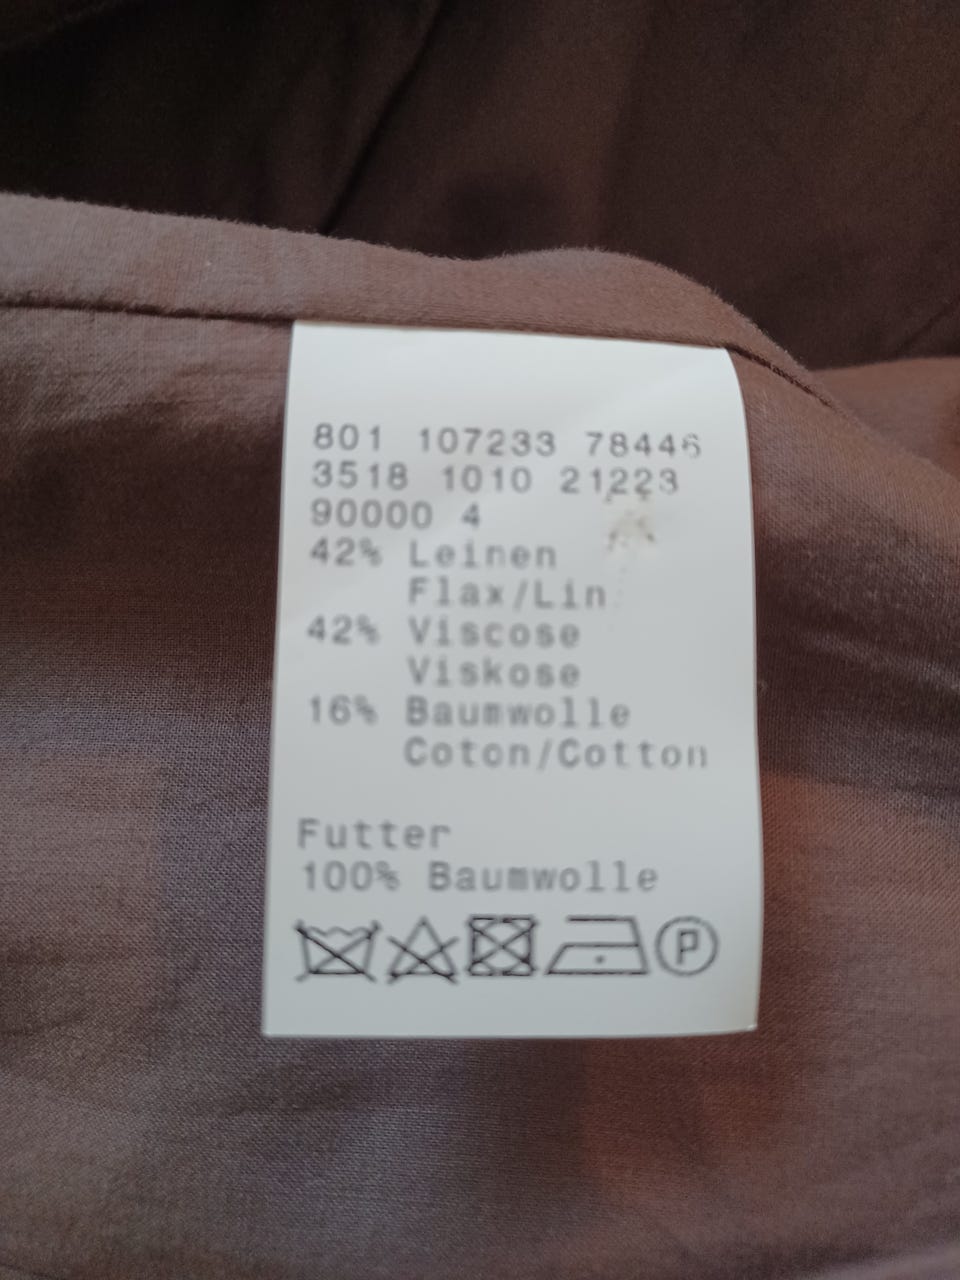 801 107233 78446
3518 1010 21223
90000 4
42% Leinen
Flax/Lin
42% Viscose
Viskose
16% Baumwolle
Coton/Cotton
Futter
100% Baumwolle
P